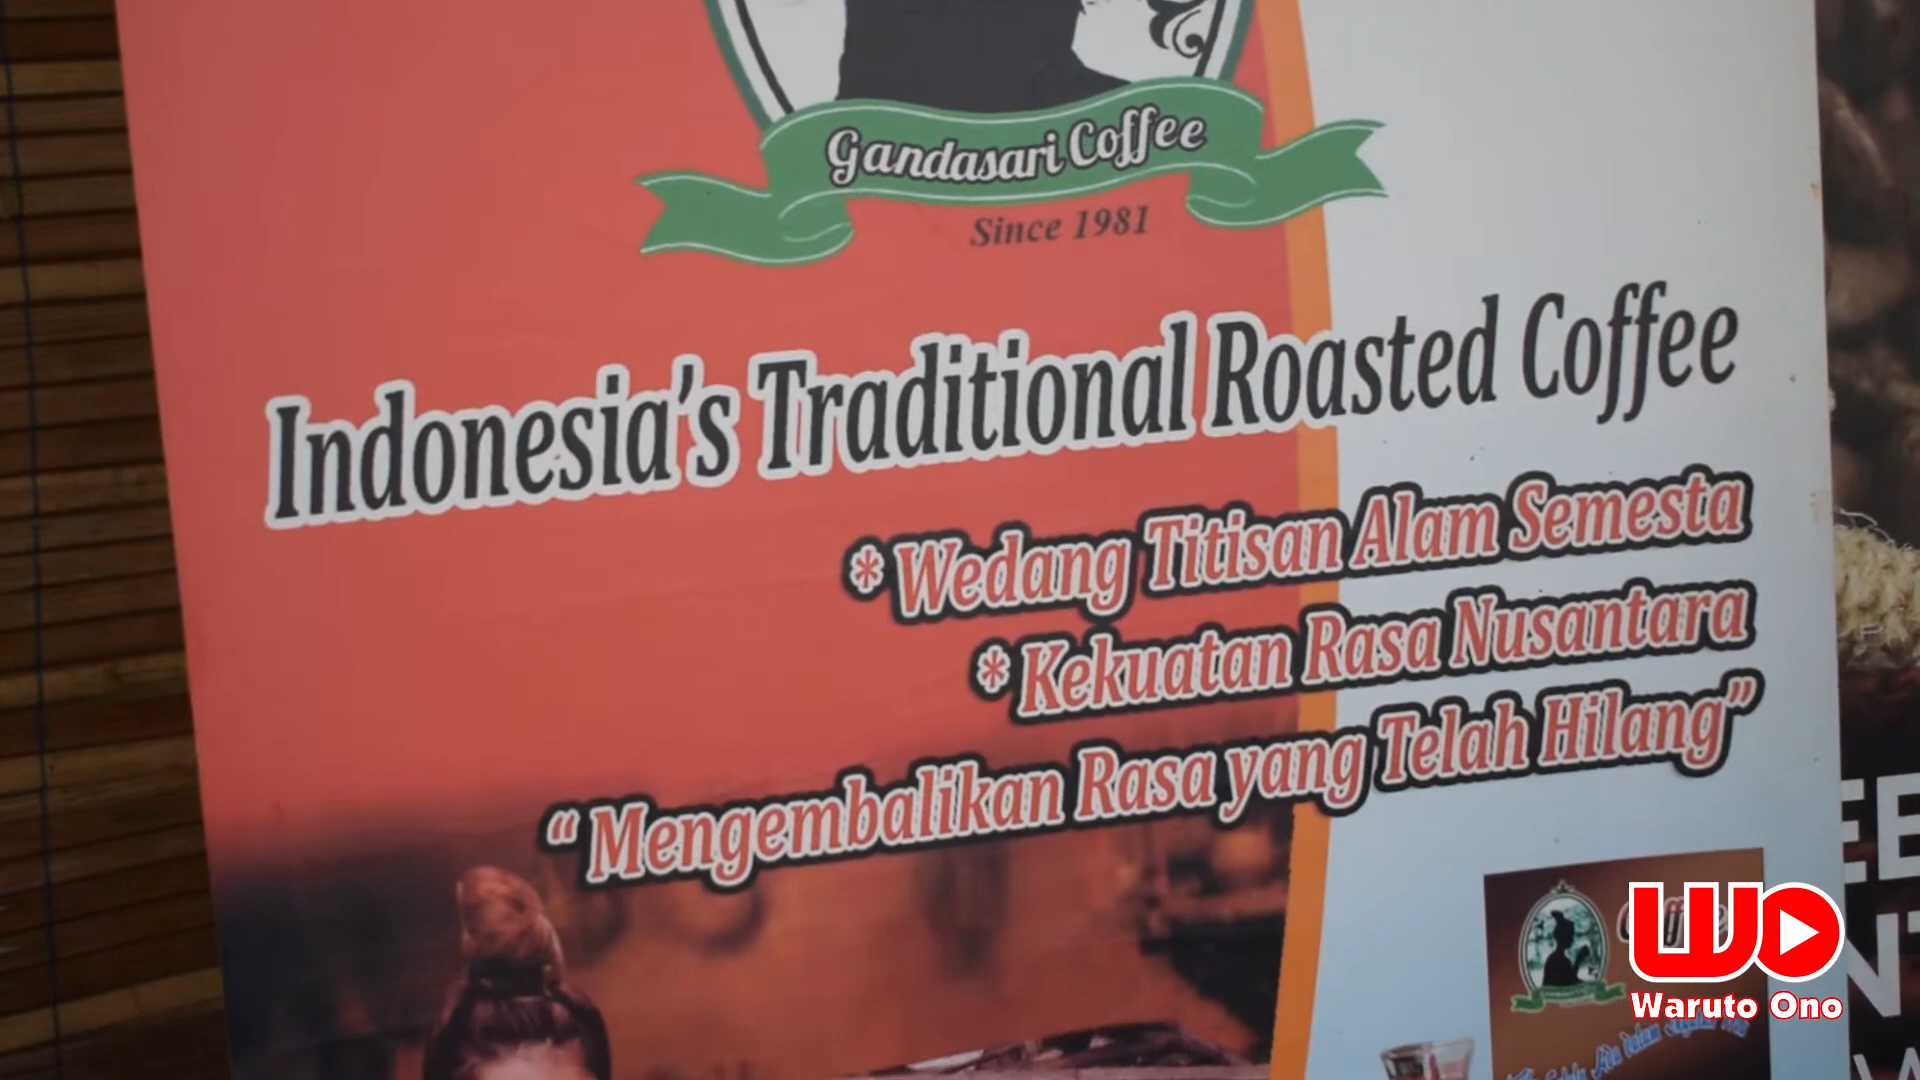 Gandasari Coffee
Since 1981
Indonesia's Traditional Roasted Coffee
* Wedang Titisan Alam Semesta
* Kekuatan Rasa Nusantara
“ Mengembalikan Rasa yang Telah Hilang”
WO
Waruto Ono